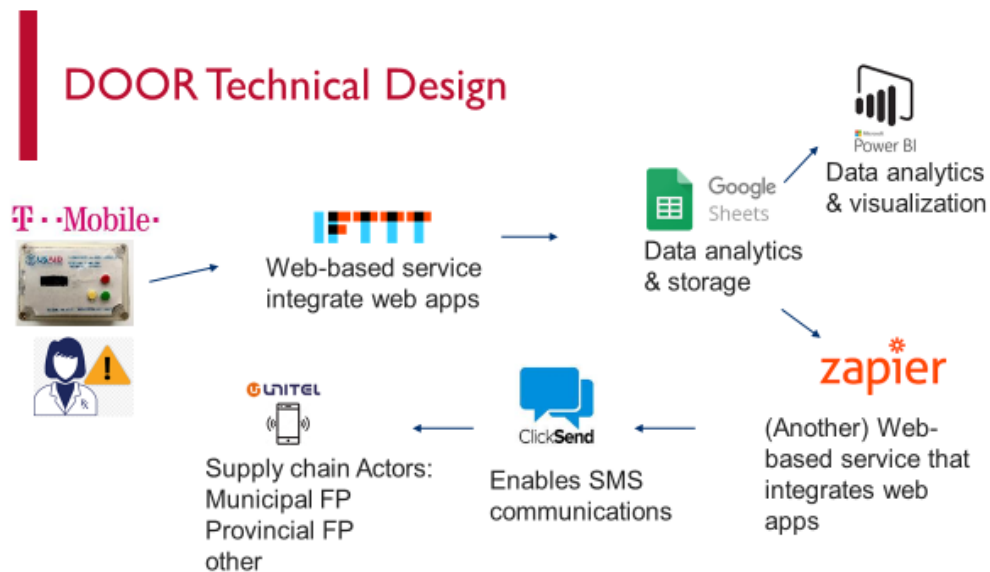 DOOR Technical Design
T··Mobile·
USAID
IFTTT
Web-based service
integrate web apps
Google
Sheets
Data analytics
& storage
Microsoft
Power BI
Data analytics
& visualization
zapier
(Another) Web-
based service that
integrates web
apps
ClickSend
Enables SMS
communications
UNITEL
Supply chain Actors:
Municipal FP
Provincial FP
other